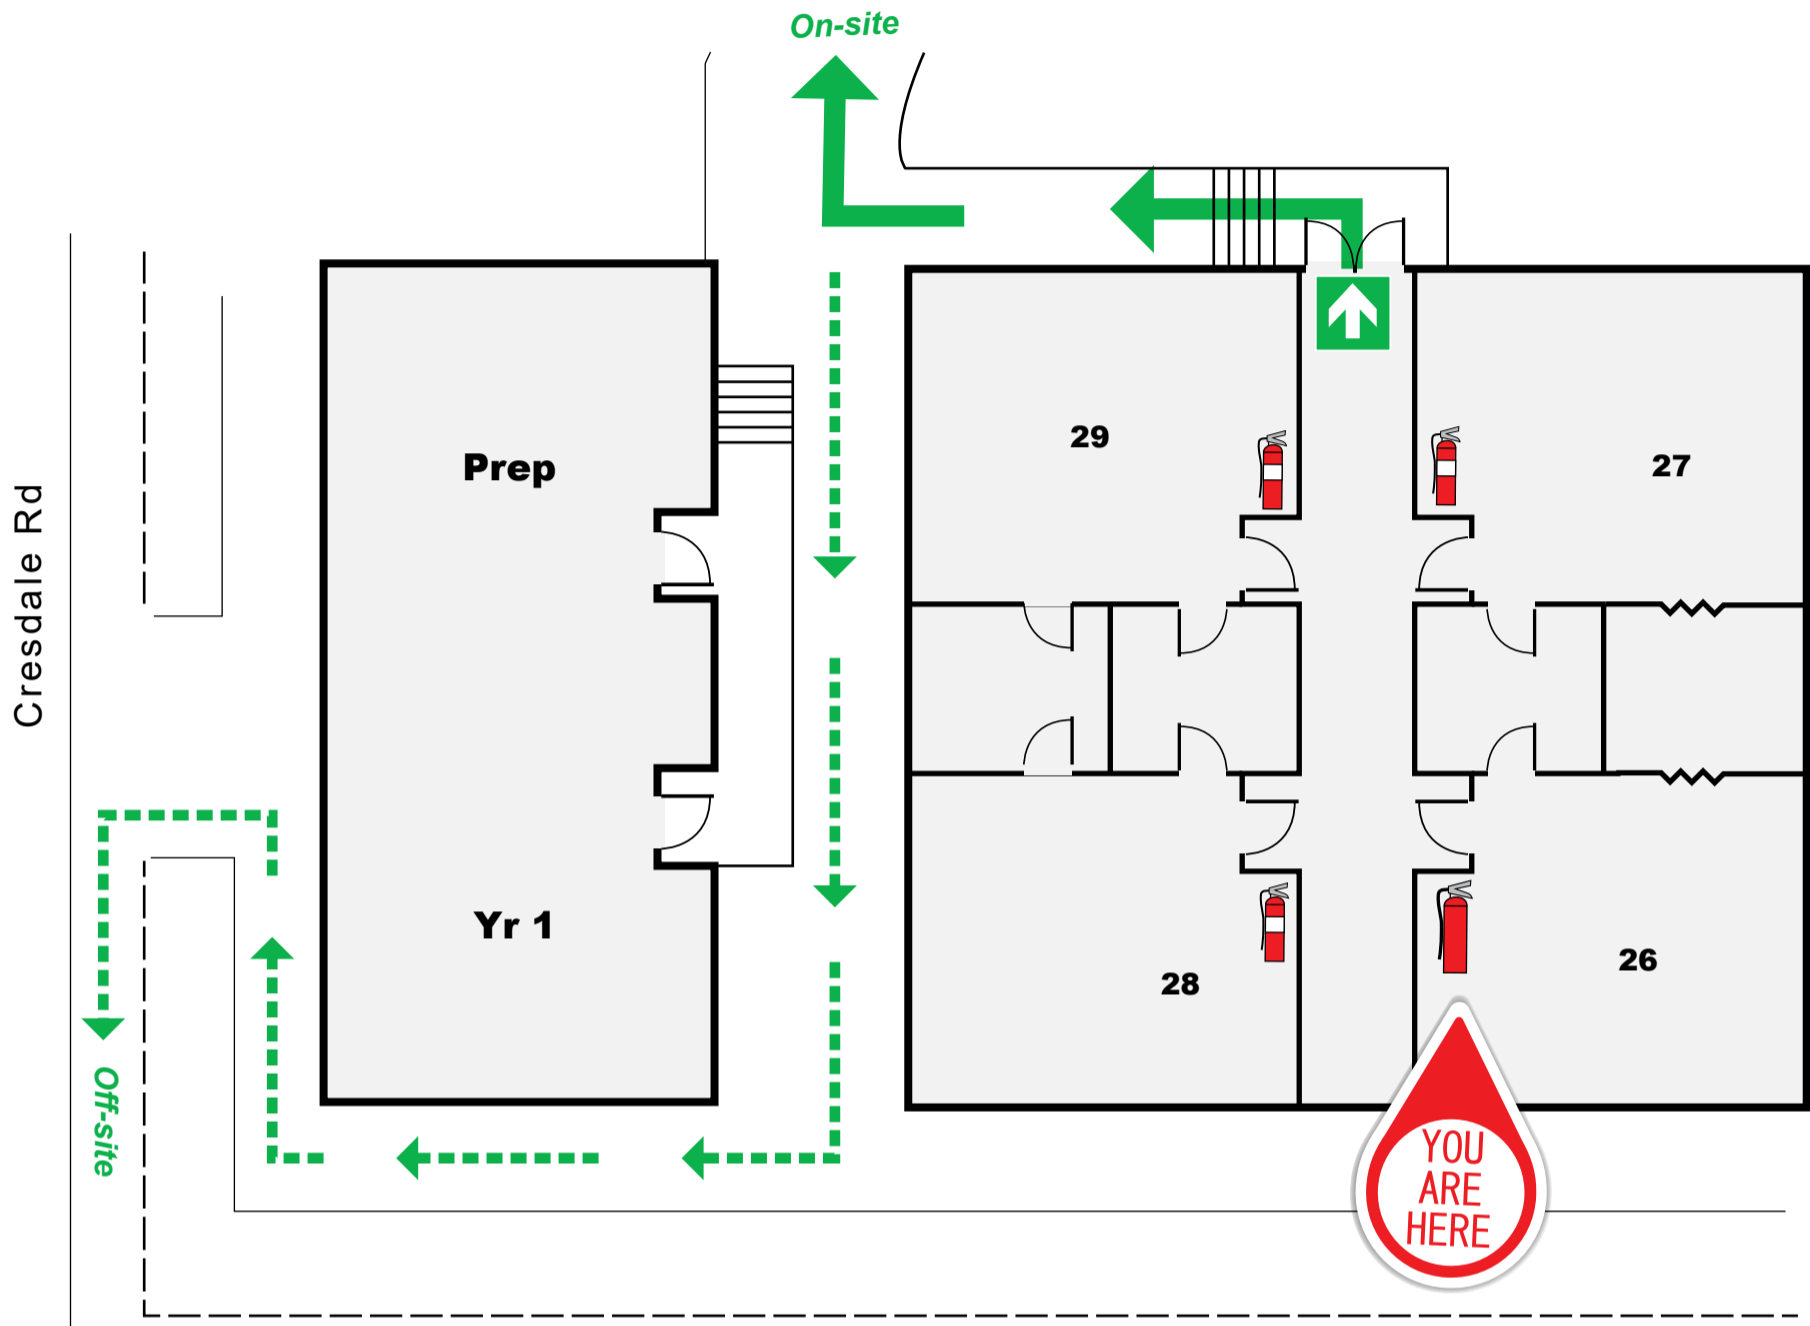 On-site
29
27
Prep
Cresdale Rd
Yr 1
28
26
Off-site
YOU
ARE
HERE